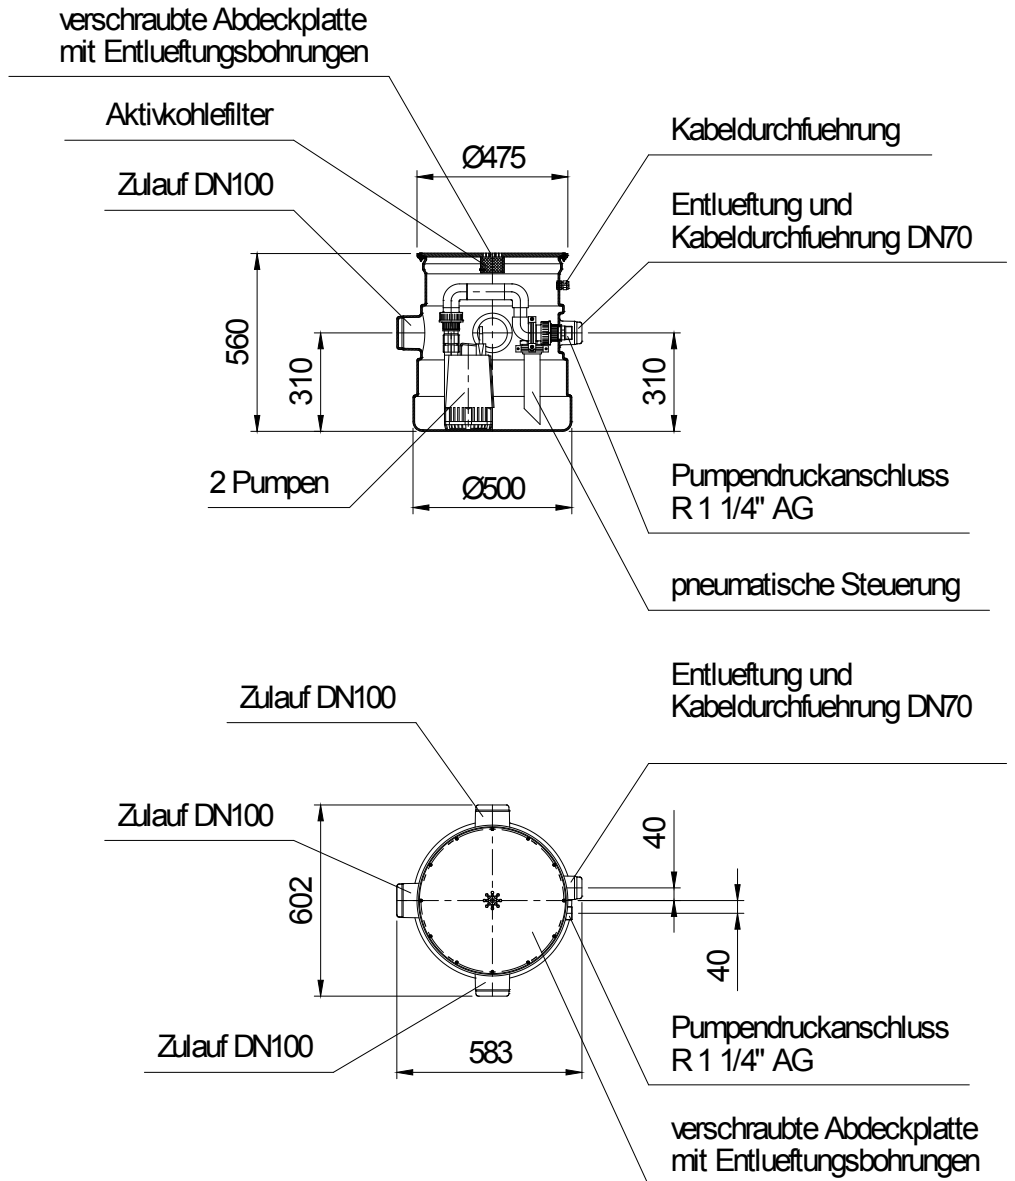 verschraubte Abdeckplatte
mit Entlueftungsbohrungen
Aktivkohlefilter
Zulauf DN100
Ø475
Kabeldurchfuehrung
Entlueftung und
Kabeldurchfuehrung DN70
560
310
310
2 Pumpen
Ø500
Pumpendruckanschluss
R 1 1/4" AG
pneumatische Steuerung
Entlueftung und
Kabeldurchfuehrung DN70
Zulauf DN100
Zulauf DN100
602
40
40
Zulauf DN100
583
Pumpendruckanschluss
R 1 1/4" AG
verschraubte Abdeckplatte
mit Entlueftungsbohrungen